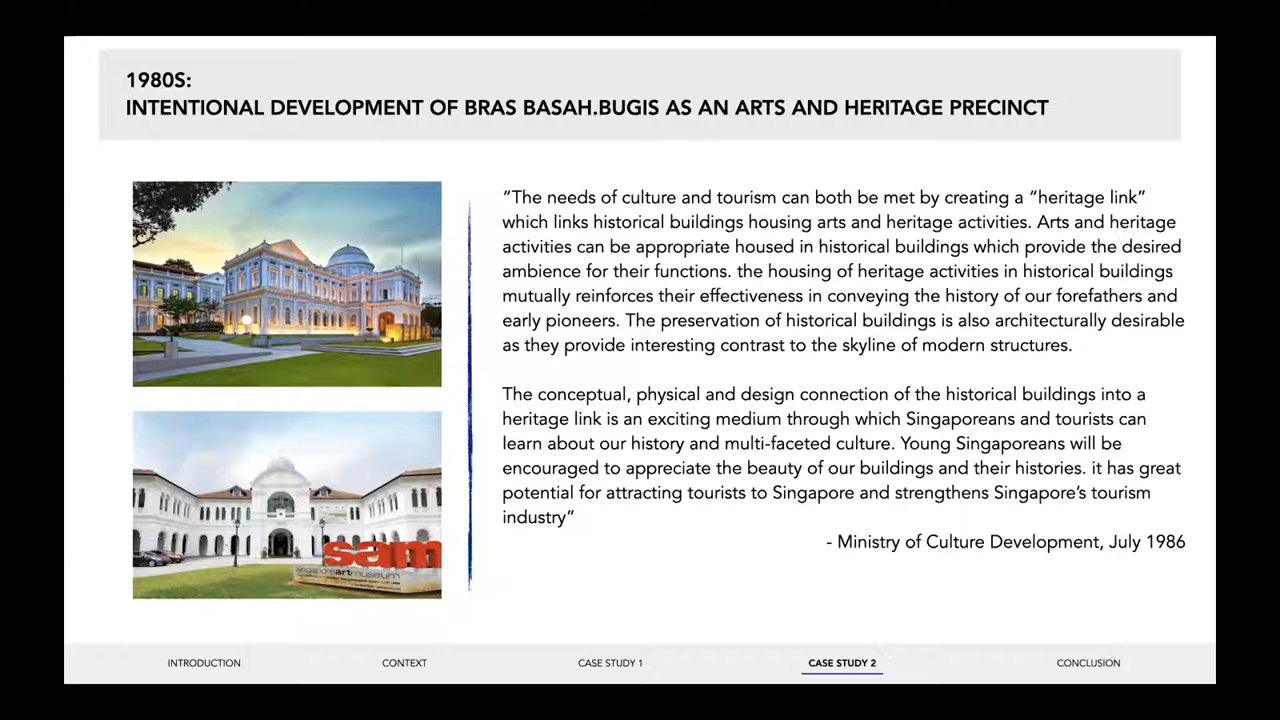 1980S:
INTENTIONAL DEVELOPMENT OF BRAS BASAH.BUGIS AS AN ARTS AND HERITAGE PRECINCT
“The needs of culture and tourism can both be met by creating a “heritage link”
which links historical buildings housing arts and heritage activities. Arts and heritage
activities can be appropriate housed in historical buildings which provide the desired
ambience for their functions. the housing of heritage activities in historical buildings
mutually reinforces their effectiveness in conveying the history of our forefathers and
early pioneers. The preservation of historical buildings is also architecturally desirable
as they provide interesting contrast to the skyline of modern structures.
The conceptual, physical and design connection of the historical buildings into a
heritage link is an exciting medium through which Singaporeans and tourists can
learn about our history and multi-faceted culture. Young Singaporeans will be
encouraged to appreciate the beauty of our buildings and their histories. it has great
potential for attracting tourists to Singapore and strengthens Singapore’s tourism
industry”
- Ministry of Culture Development, July 1986
sam
singaporeartmuseum
INTRODUCTION
CONTEXT
CASE STUDY 1
CASE STUDY 2
CONCLUSION